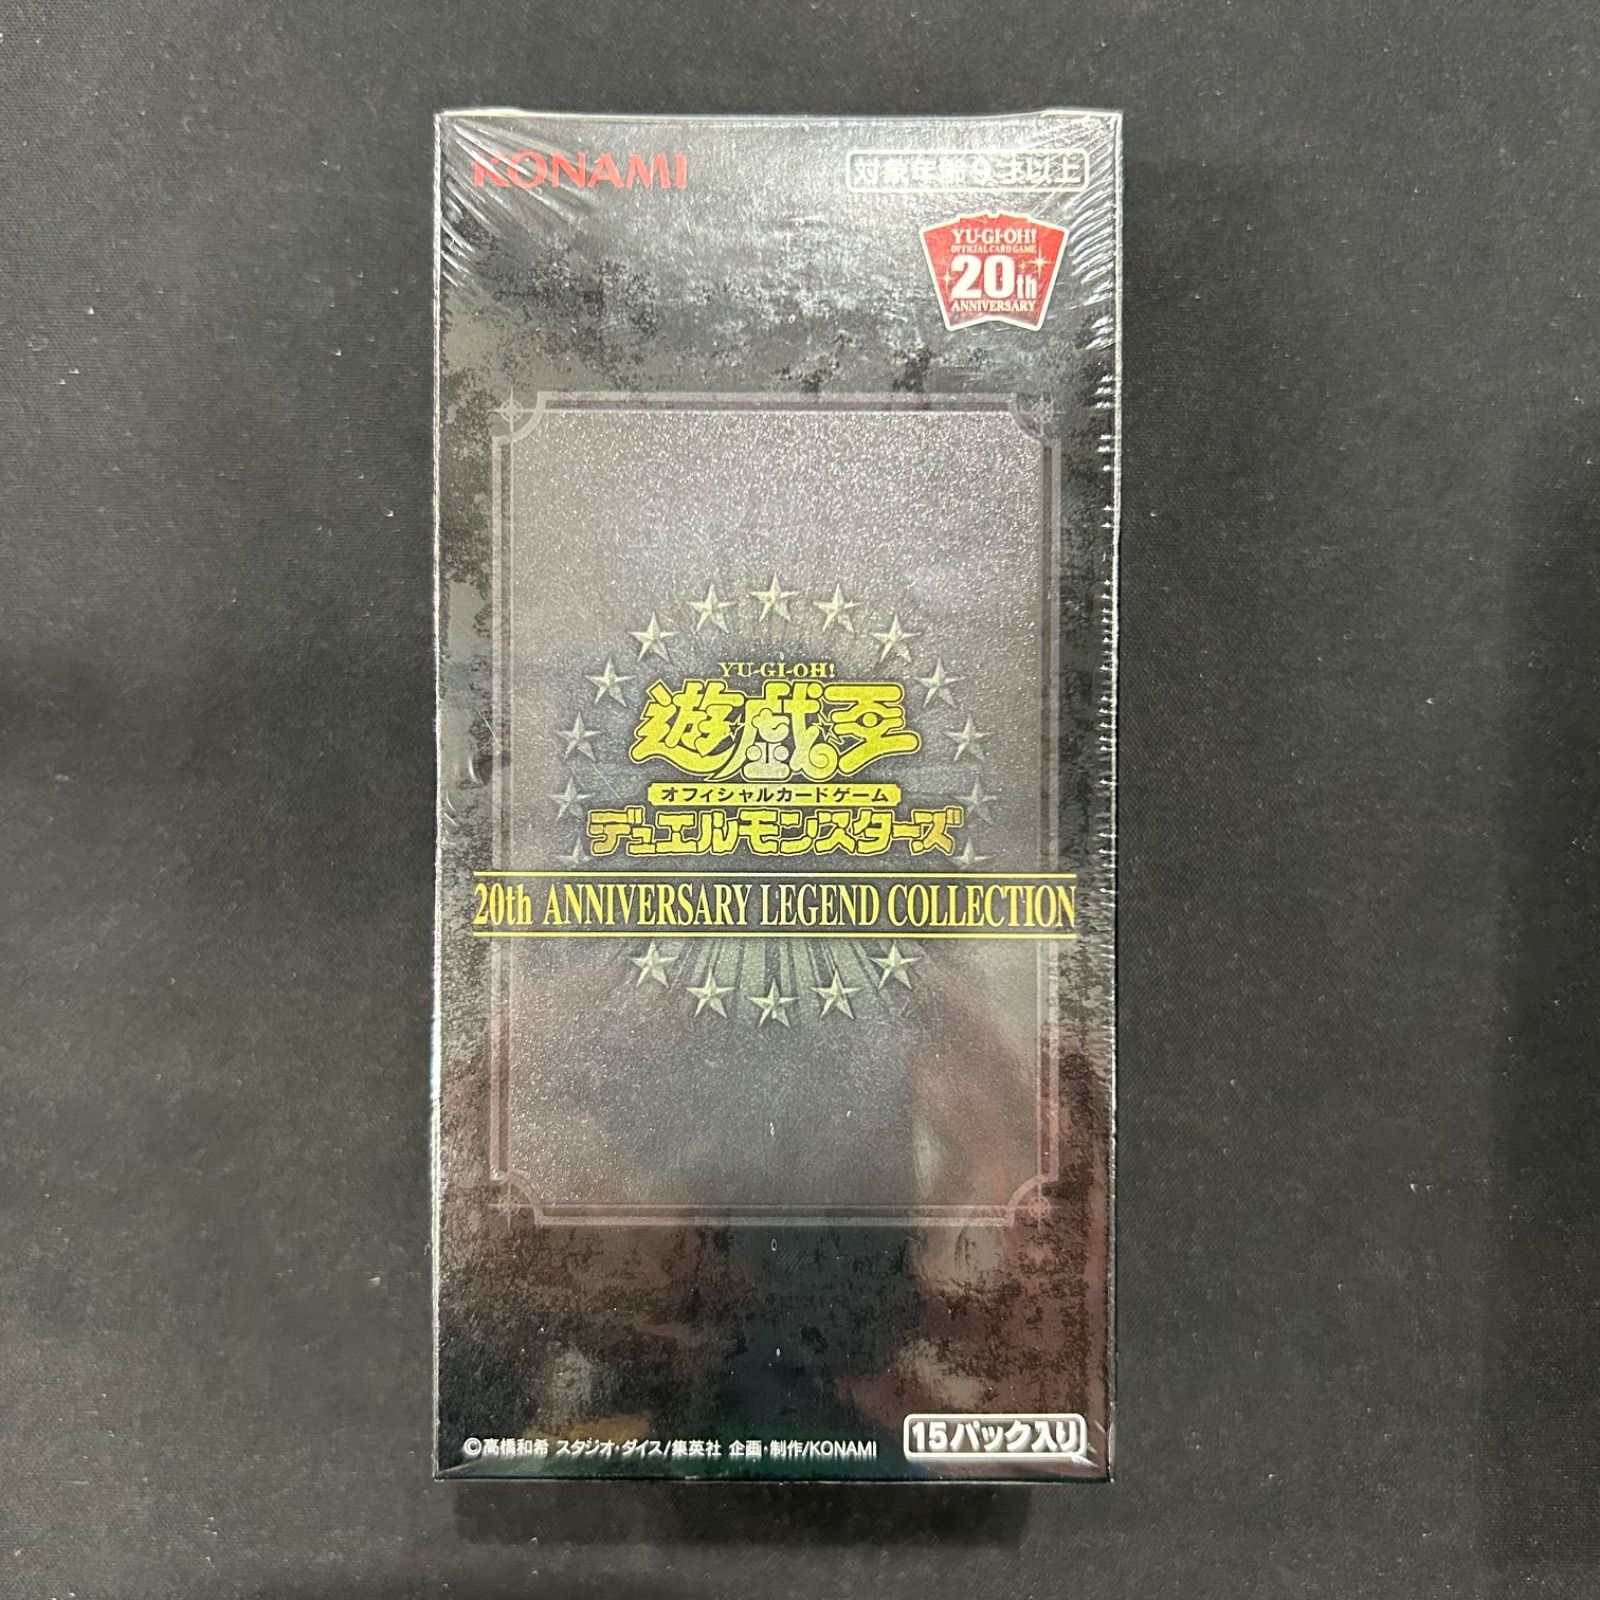 KONAMI
対象年齢9才以上
YU-GI-OH!
OFFICIAL CARD GAME
20th
ANNIVERSARY
YU-GI-OH!
遊戯王
オフィシャルカードゲーム
デュエルモンスターズ
20th ANNIVERSARY LEGEND COLLECTION
©高橋和希 スタジオ・ダイス/集英社 企画・制作/KONAMI
15パック入り